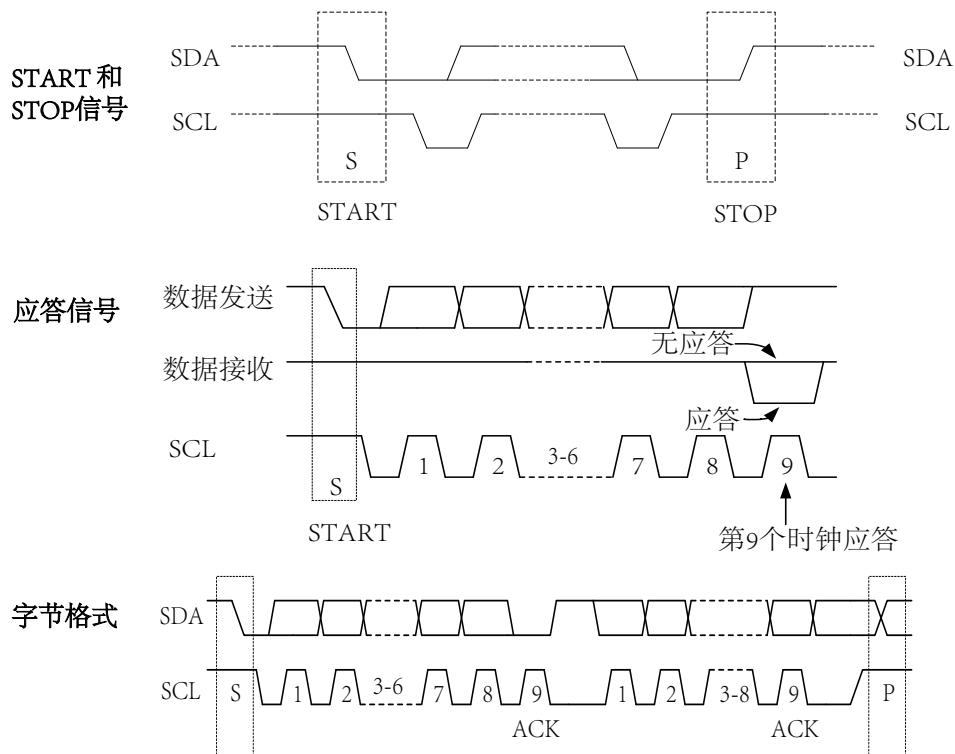 START 和
STOP信号
SDA
SDA
SCL
SCL
S
P
START
STOP
应答信号
数据发送
无应答
数据接收
应答
SCL
1
2
3-6
7
8
9
S
START
第9个时钟应答
字节格式
SDA
SCL
S
1
2
3-6
7
8
9
1
2
3-8
9
P
ACK
ACK